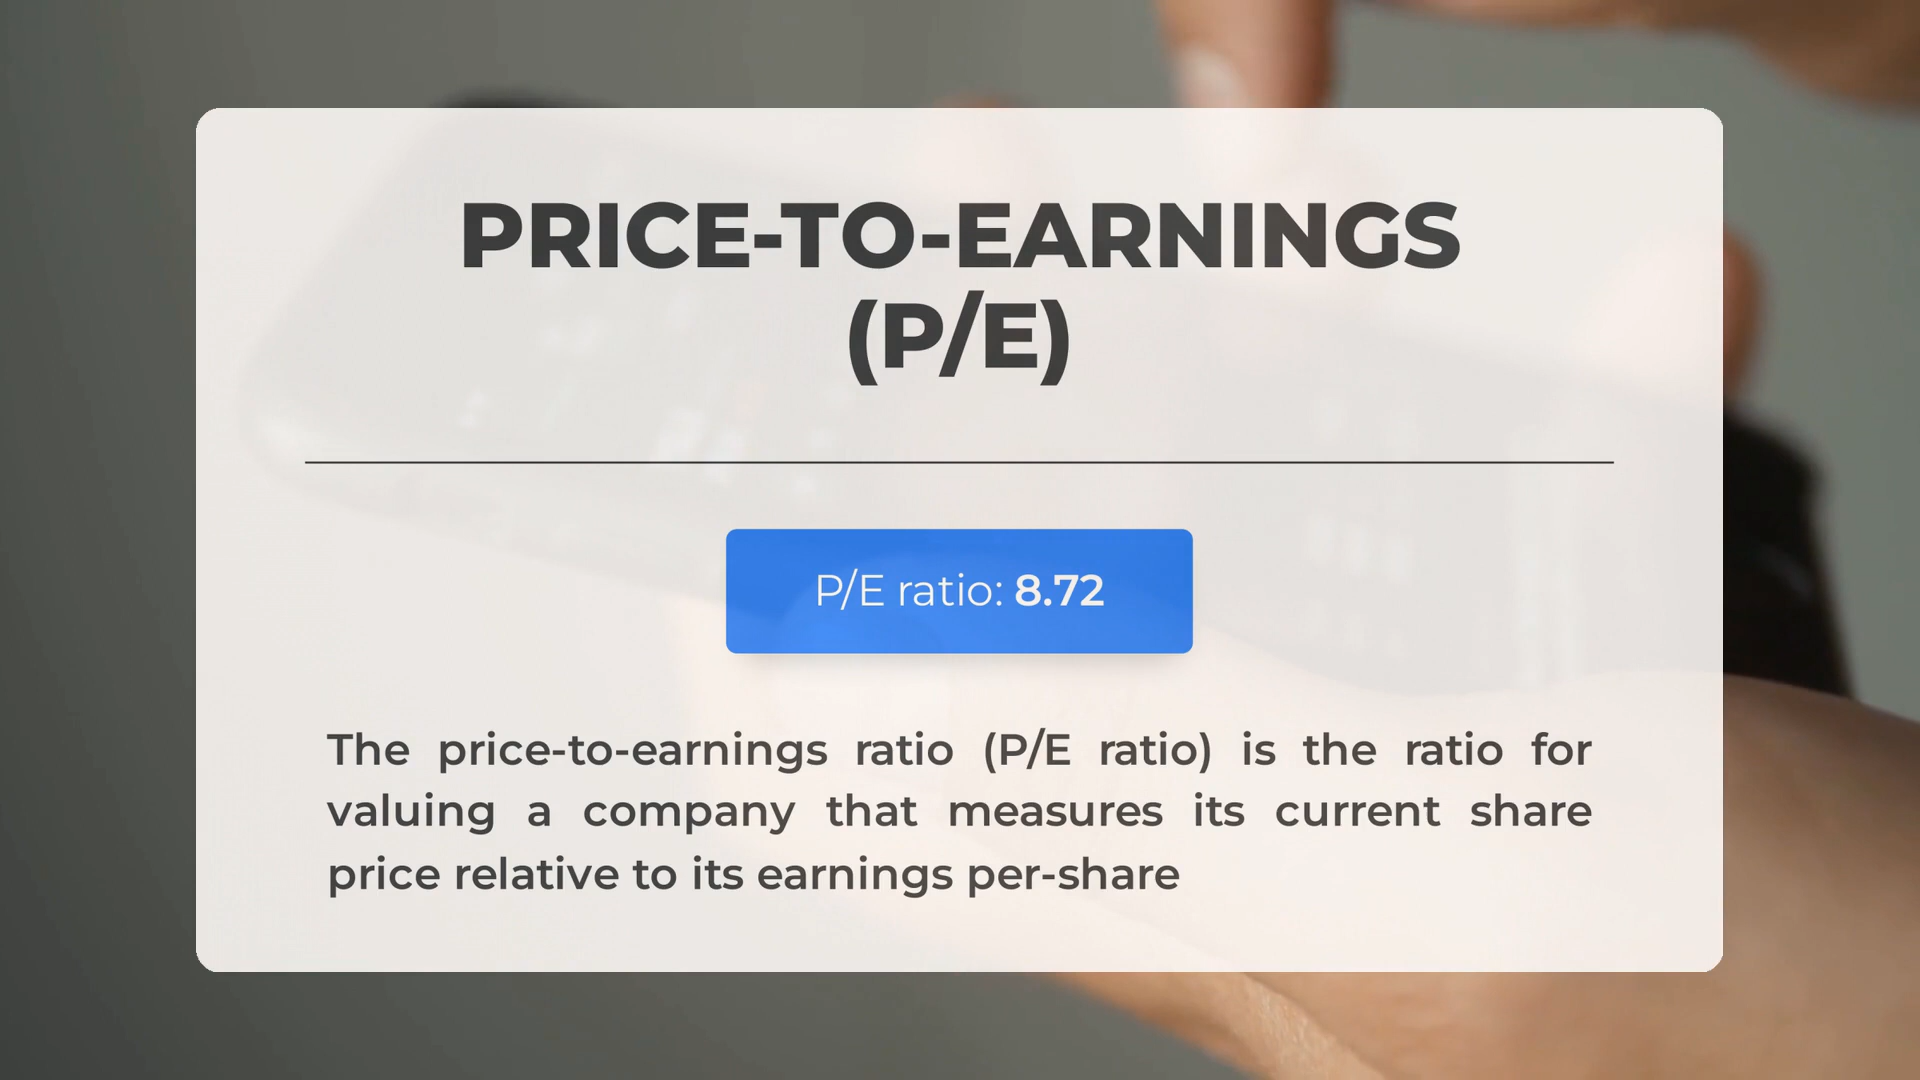 PRICE-TO-EARNINGS
(P/E)
P/E ratio: 8.72
The price-to-earnings ratio (P/E ratio) is the ratio for
valuing a company that measures its current share
price relative to its earnings per-share